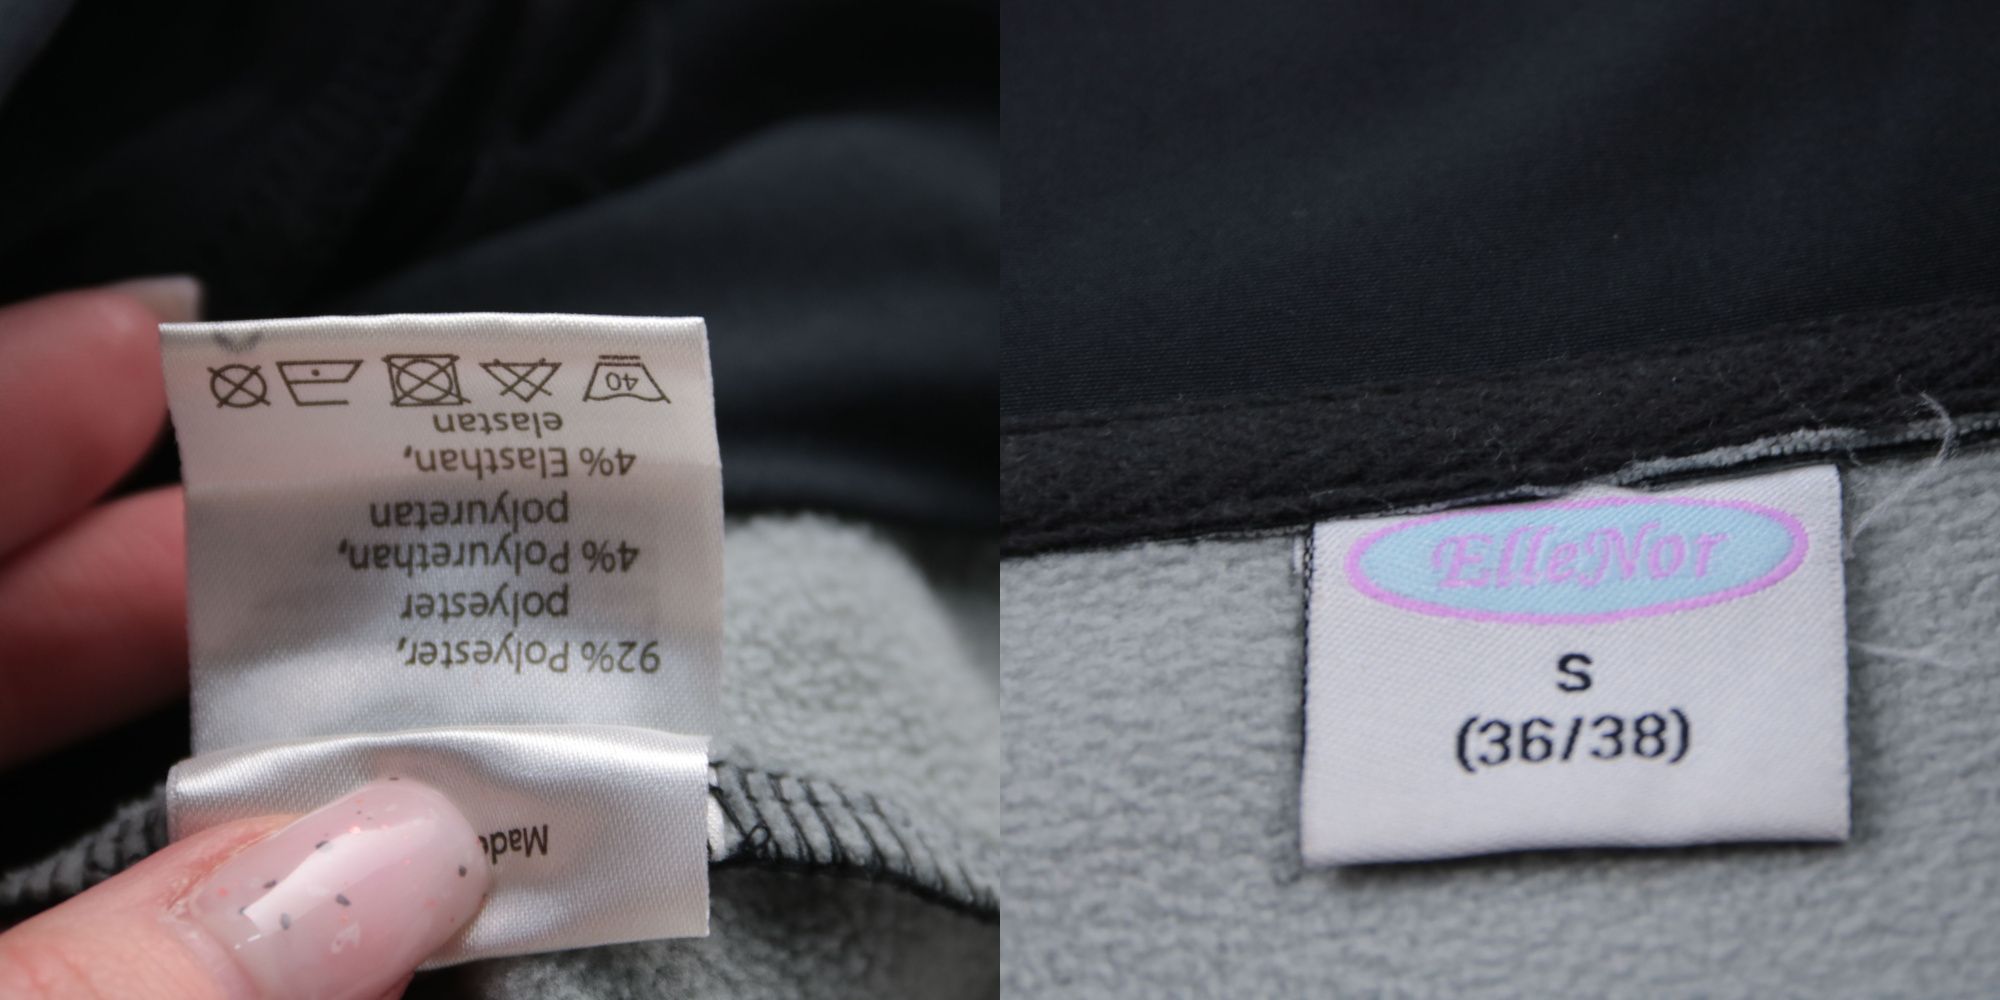 92% Polyester,
polyester
4% Polyurethan,
polyuretan
4% Elasthan,
elastan
40
Made
ElleNor
S
(36/38)